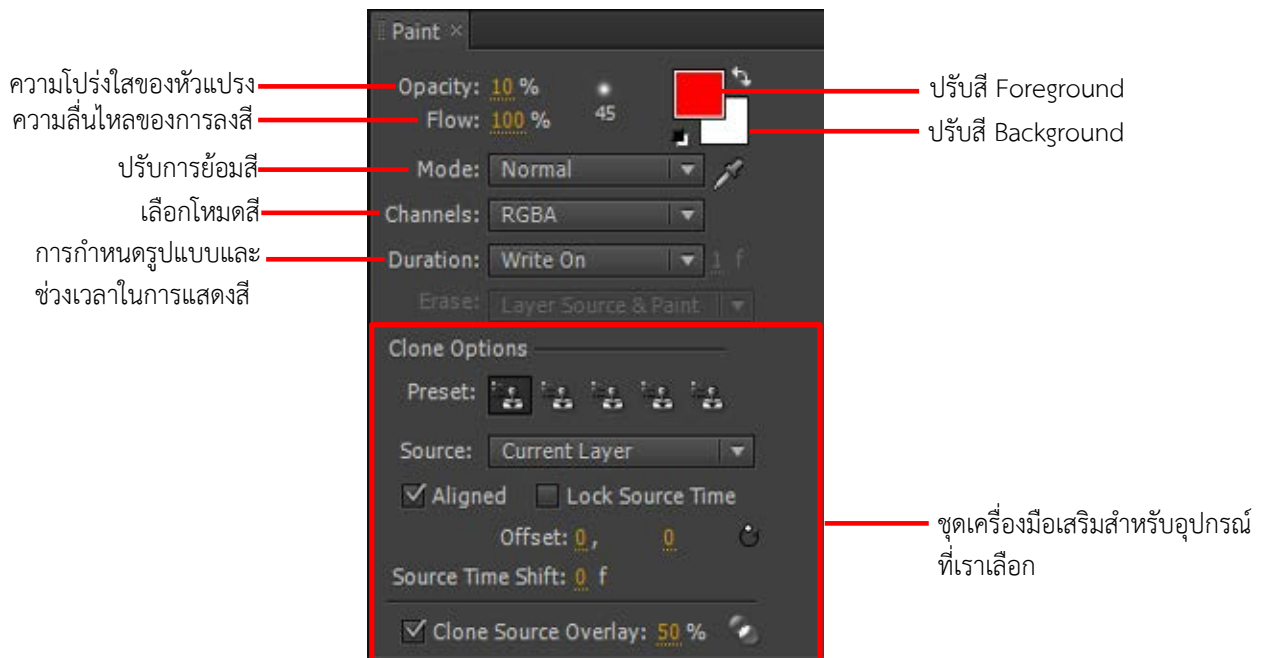 Paint ×
ความโปร่งใสของหัวแปรง
Opacity: 10 %
ปรับสี Foreground
ความลื่นไหลของการลงสี
Flow: 100 %
45
ปรับสี Background
ปรับการย้อมสี
Mode: Normal
เลือกโหมดสี
Channels: RGBA
การกำหนดรูปแบบและ
ช่วงเวลาในการแสดงสี
Duration: Write On 1 f
Erase: Layer Source & Paint
Clone Options
Preset:
Source: Current Layer
Aligned Lock Source Time
Offset: 0 , 0
Source Time Shift: 0 f
Clone Source Overlay: 50 %
ชุดเครื่องมือเสริมสำหรับอุปกรณ์
ที่เราเลือก